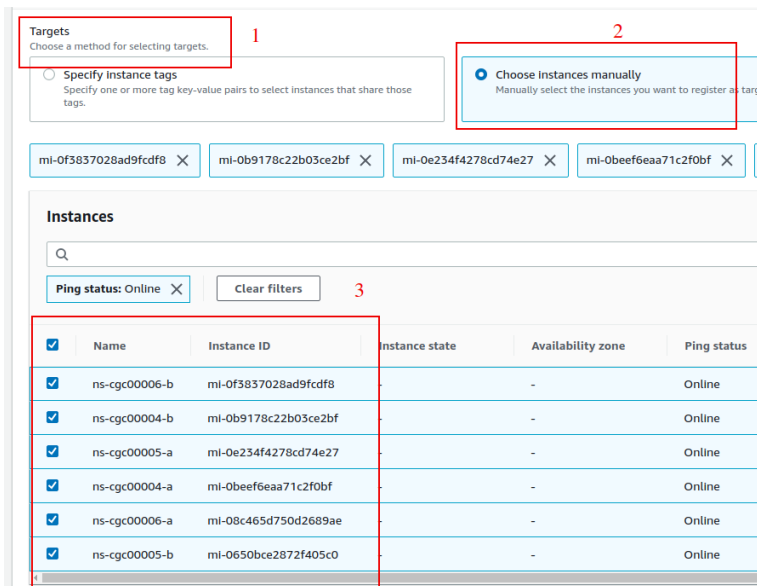 Targets
1
2
Choose a method for selecting targets.
Specify instance tags
Specify one or more tag key-value pairs to select instances that share those
tags.
Choose instances manually
Manually select the instances you want to register as targ
mi-0f3837028ad9fcdf8
mi-0b9178c22b03ce2bf
mi-0e234f4278cd74e27
mi-0beef6eaa71c2f0bf
Instances
Ping status: Online
Clear filters
3
Name Instance ID Instance state Availability zone Ping status
ns-cgc00006-b mi-0f3837028ad9fcdf8 - - Online
ns-cgc00004-b mi-0b9178c22b03ce2bf - - Online
ns-cgc00005-a mi-0e234f4278cd74e27 - - Online
ns-cgc00004-a mi-0beef6eaa71c2f0bf - - Online
ns-cgc00006-a mi-08c465d750d2689ae - - Online
ns-cgc00005-b mi-0650bce2872f405c0 - - Online